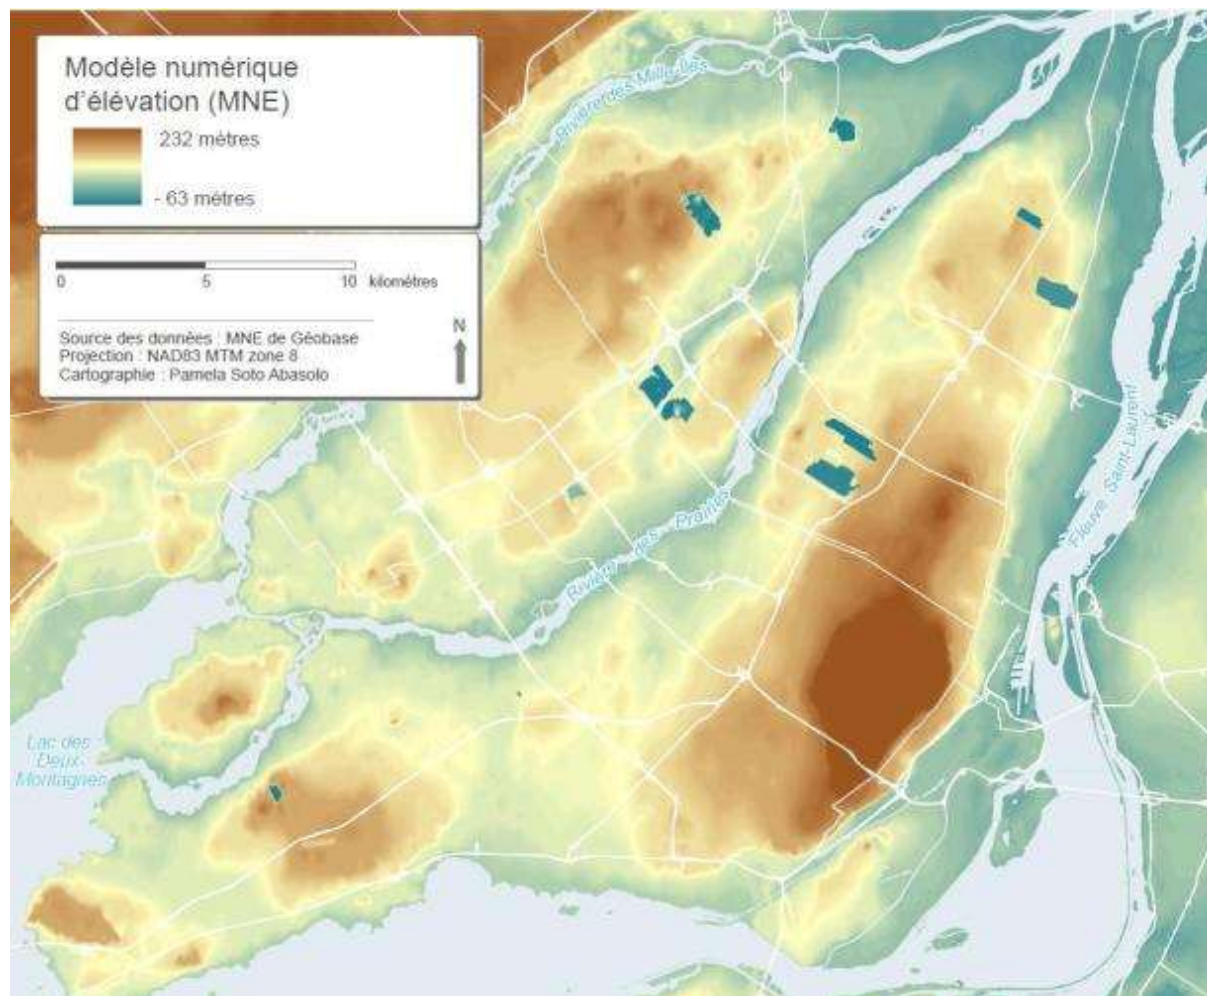 Modèle numérique
d'élévation (MNE)
232 mètres
- 63 mètres
0 5 10 kilomètres
Source des données : MNE de Géobase
Projection : NAD83 MTM zone 8
Cartographie : Pamela Soto Abasolo
N
Rivière des Mille-Îles
Rivière - des - Prairies
Fleuve Saint-Laurent
Lac des
Deux-
Montagnes